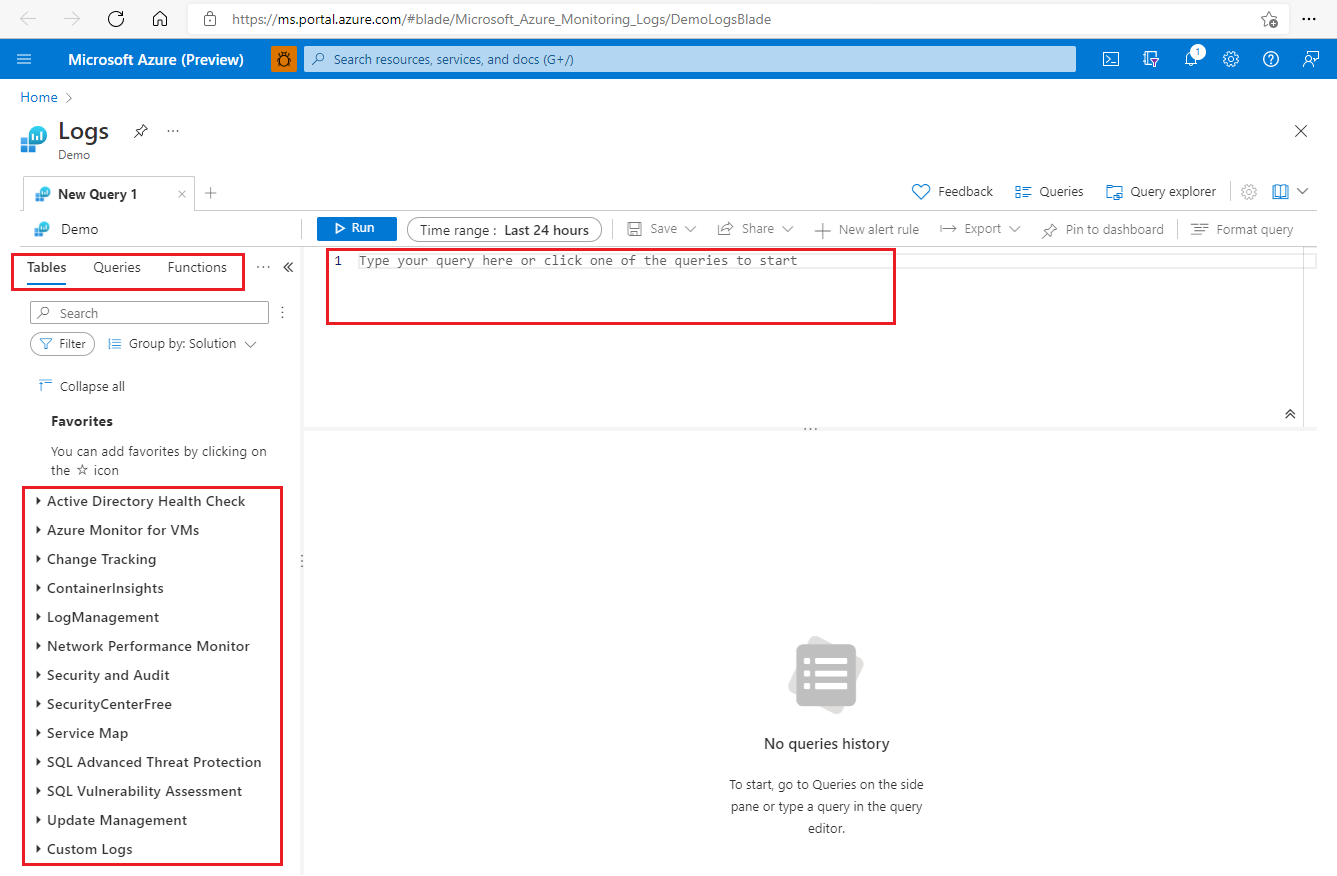 https://ms.portal.azure.com/#blade/Microsoft_Azure_Monitoring_Logs/DemoLogsBlade
Microsoft Azure (Preview)
Search resources, services, and docs (G+/)
1
Home
Logs
Demo
New Query 1
Feedback
Queries
Query explorer
Demo
Run
Time range : Last 24 hours
Save
Share
New alert rule
Export
Pin to dashboard
Format query
Tables
Queries
Functions
1 Type your query here or click one of the queries to start
Search
Filter
Group by: Solution
Collapse all
Favorites
You can add favorites by clicking on
the ☆ icon
Active Directory Health Check
Azure Monitor for VMs
Change Tracking
ContainerInsights
LogManagement
Network Performance Monitor
Security and Audit
SecurityCenterFree
Service Map
SQL Advanced Threat Protection
SQL Vulnerability Assessment
Update Management
Custom Logs
No queries history
To start, go to Queries on the side
pane or type a query in the query
editor.